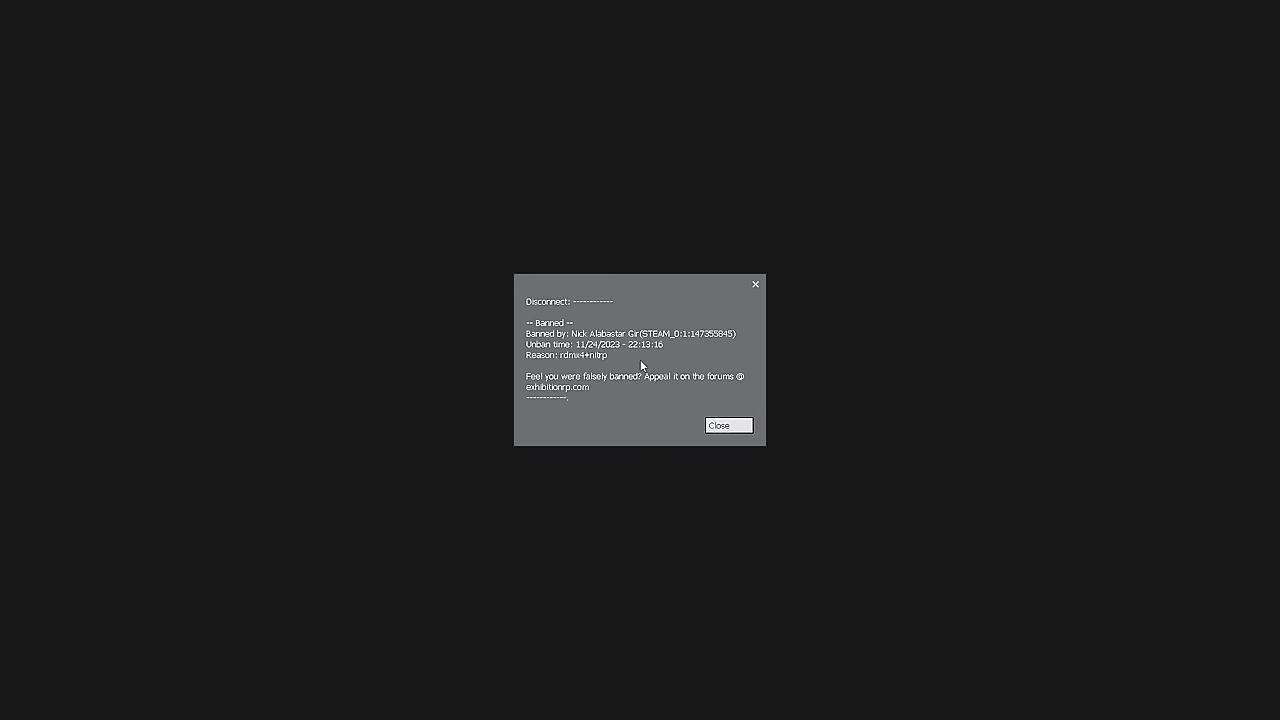 Disconnect: ------------
-- Banned --
Banned by: Nick Alabastar Gir(STEAM_0:1:147355845)
Unban time: 11/24/2023 - 22:13:16
Reason: rdmx4+nitrp
Feel you were falsely banned? Appeal it on the forums @
exhibitionrp.com
------------.
Close